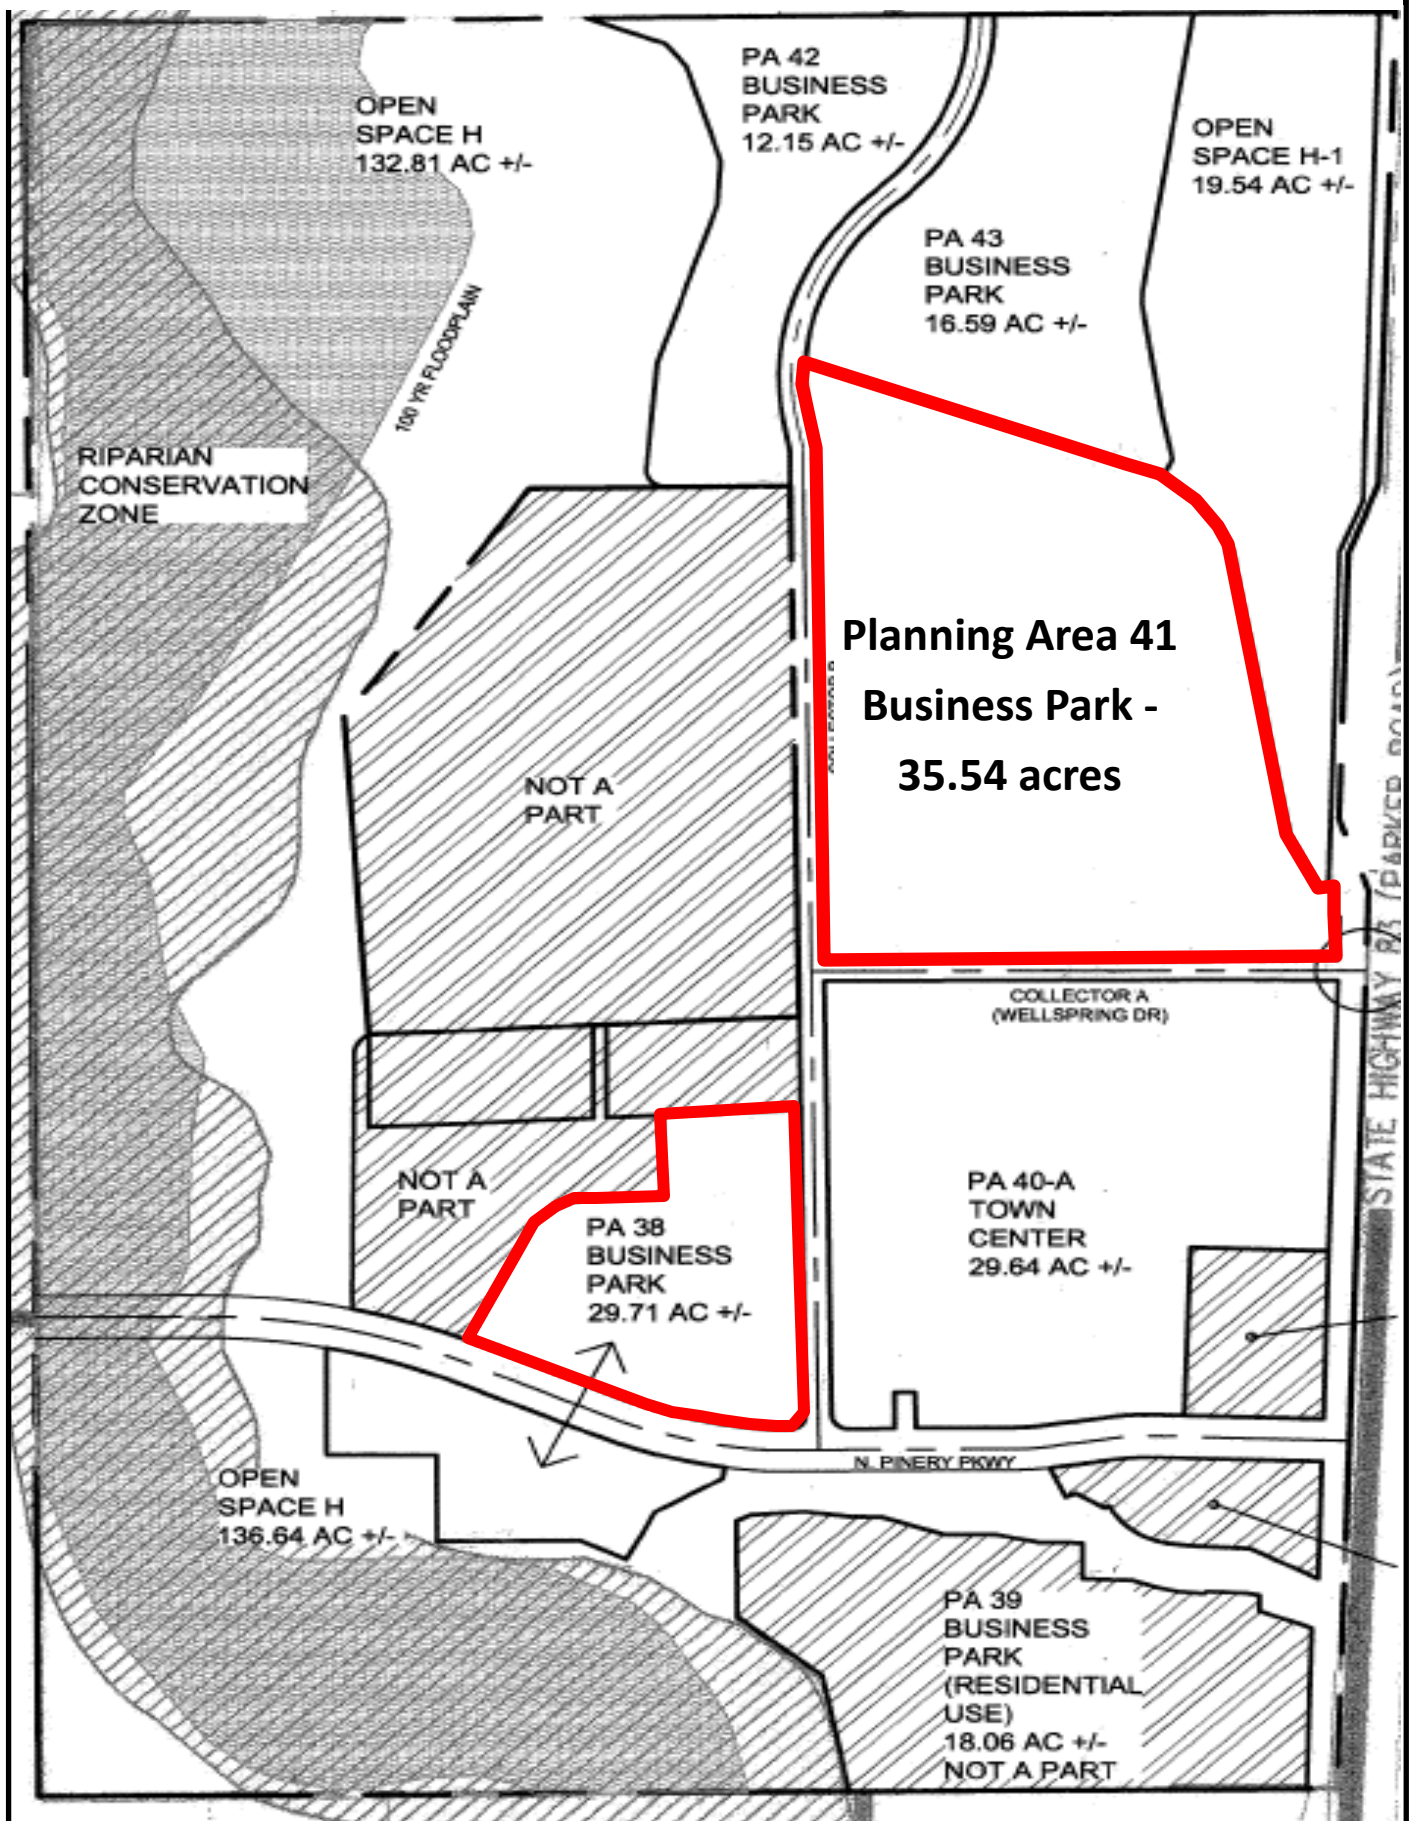 PA 42
BUSINESS
PARK
12.15 AC +/-
OPEN
SPACE H
132.81 AC +/-
OPEN
SPACE H-1
19.54 AC +/-
PA 43
BUSINESS
PARK
16.59 AC +/-
100 YR FLOODPLAIN
RIPARIAN
CONSERVATION
ZONE
Planning Area 41
Business Park -
35.54 acres
NOT A
PART
STATE HIGHWAY 83 (PARKER ROAD)
COLLECTOR A
(WELLSPRING DR)
NOT A
PART
PA 38
BUSINESS
PARK
29.71 AC +/-
PA 40-A
TOWN
CENTER
29.64 AC +/-
N. PINERY PKWY
OPEN
SPACE H
136.64 AC +/-
PA 39
BUSINESS
PARK
(RESIDENTIAL
USE)
18.06 AC +/-
NOT A PART